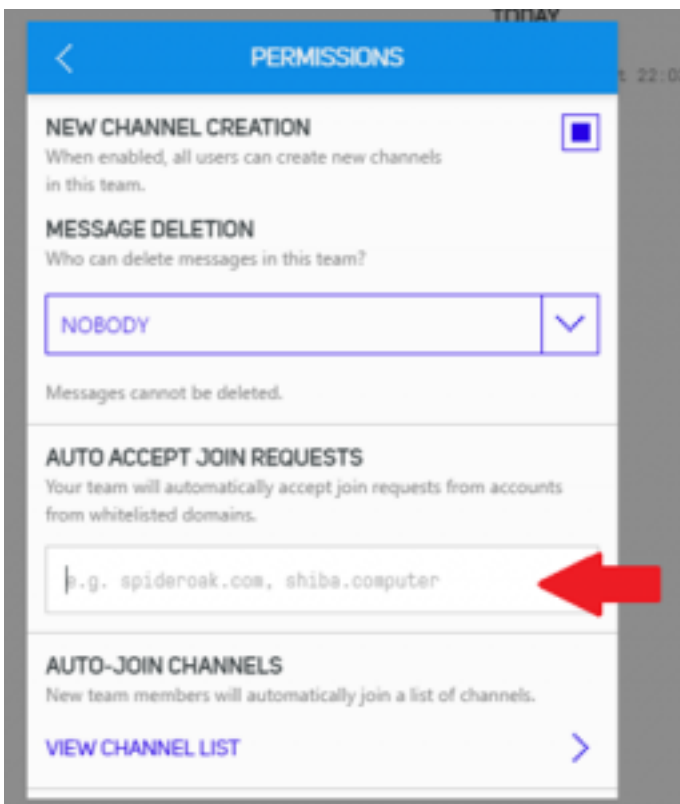 TODAY
PERMISSIONS
NEW CHANNEL CREATION
When enabled, all users can create new channels
in this team.
MESSAGE DELETION
Who can delete messages in this team?
NOBODY
Messages cannot be deleted.
AUTO ACCEPT JOIN REQUESTS
Your team will automatically accept join requests from accounts
from whitelisted domains.
e.g. spideroak.com, shiba.computer
AUTO-JOIN CHANNELS
New team members will automatically join a list of channels.
VIEW CHANNEL LIST